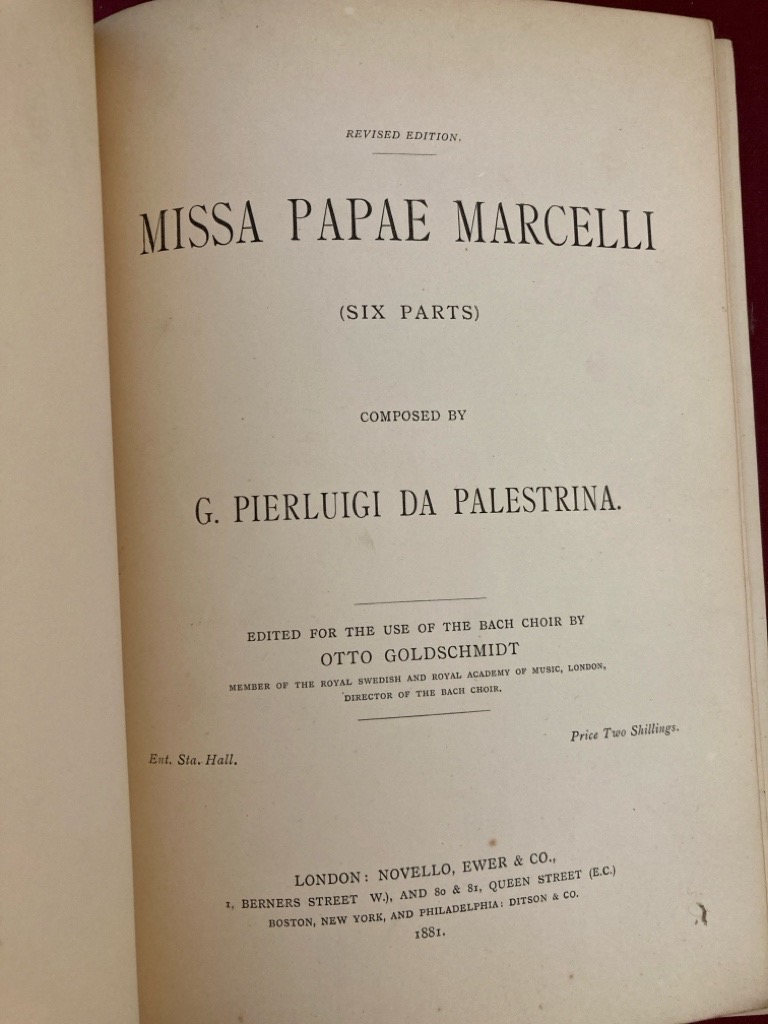 REVISED EDITION.
MISSA PAPAE MARCELLI
(SIX PARTS)
COMPOSED BY
G. PIERLUIGI DA PALESTRINA.
EDITED FOR THE USE OF THE BACH CHOIR BY
OTTO GOLDSCHMIDT
MEMBER OF THE ROYAL SWEDISH AND ROYAL ACADEMY OF MUSIC, LONDON,
DIRECTOR OF THE BACH CHOIR.
Ent. Sta. Hall.
Price Two Shillings.
LONDON: NOVELLO, EWER & CO.,
1, BERNERS STREET W.), AND 80 & 81, QUEEN STREET (E.C.)
BOSTON, NEW YORK, AND PHILADELPHIA: DITSON & CO.
1881.